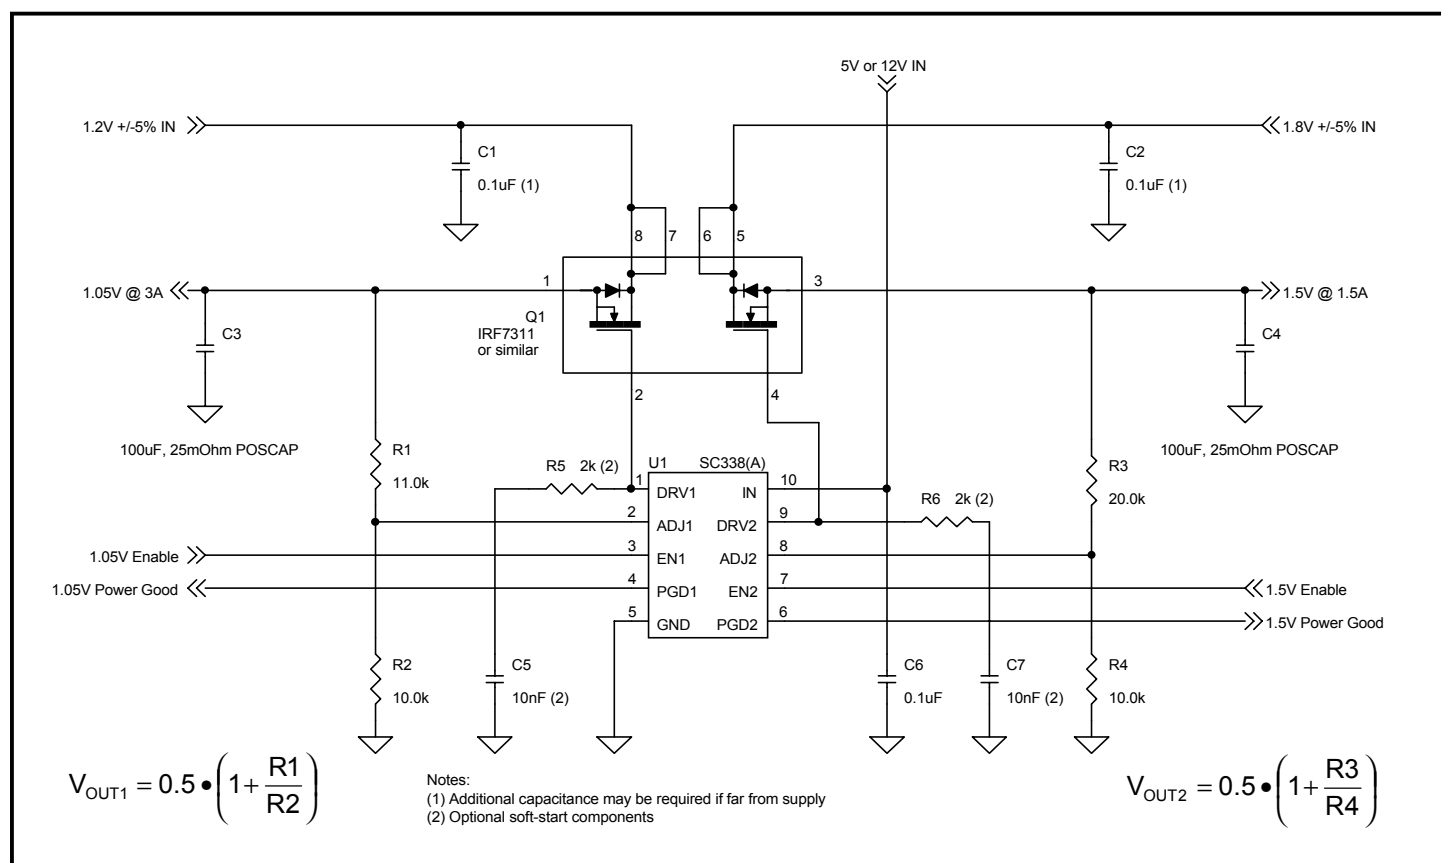 5V or 12V IN
1.2V +/-5% IN
1.8V +/-5% IN
C1
0.1uF (1)
C2
0.1uF (1)
8
7
6
5
1.05V @ 3A
1
3
1.5V @ 1.5A
C3
Q1
IRF7311
or similar
C4
2
4
100uF, 25mOhm POSCAP
100uF, 25mOhm POSCAP
R1
11.0k
R5 2k (2)
U1 SC338(A)
R3
20.0k
1 DRV1 IN 10
R6 2k (2)
2 ADJ1 DRV2 9
1.05V Enable 3 EN1 ADJ2 8
1.05V Power Good 4 PGD1 EN2 7 1.5V Enable
5 GND PGD2 6 1.5V Power Good
R2
10.0k
C5
10nF (2)
C6
0.1uF
C7
10nF (2)
R4
10.0k
VOUT1 = 0.5 • (1+ R1/R2)
Notes:
(1) Additional capacitance may be required if far from supply
(2) Optional soft-start components
VOUT2 = 0.5 • (1+ R3/R4)